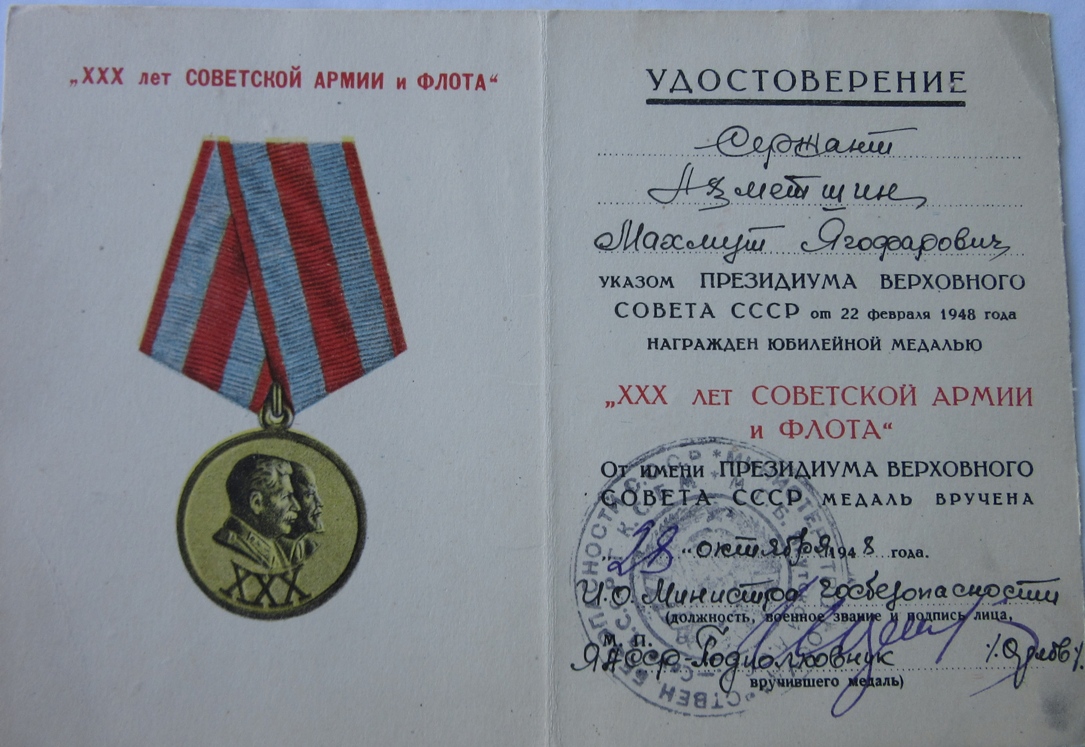 „XXX лет СОВЕТСКОЙ АРМИИ и ФЛОТА“
XXX
УДОСТОВЕРЕНИЕ
Сержант
Азметшин
Махмут Ягофарович
указом ПРЕЗИДИУМА ВЕРХОВНОГО
СОВЕТА СССР от 22 февраля 1948 года
НАГРАЖДЕН ЮБИЛЕЙНОЙ МЕДАЛЬЮ
„XXX ЛЕТ СОВЕТСКОЙ АРМИИ
и ФЛОТА“
От имени ПРЕЗИДИУМА ВЕРХОВНОГО
СОВЕТА СССР МЕДАЛЬ ВРУЧЕНА
„28“ октября 1948 года.
И.О Министра Госбезопасности
(должность, военное звание и подпись лица,
М. П.
ЯАССР-Подполковник
вручившего медаль)